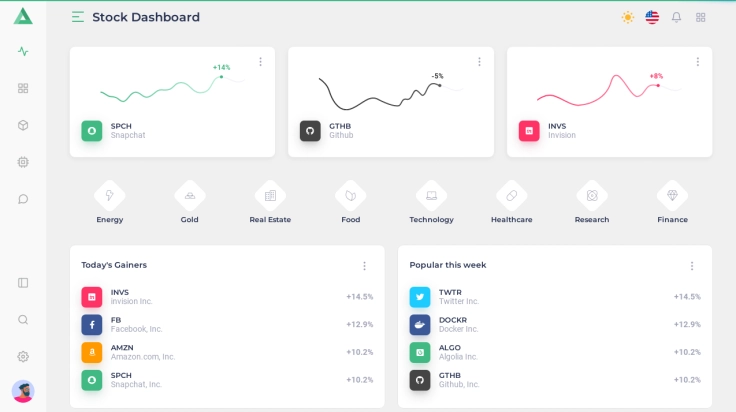 Stock Dashboard
+14%
SPCH
Snapchat
-5%
GTHB
Github
+8%
INVS
Invision
Energy
Gold
Real Estate
Food
Technology
Healthcare
Research
Finance
Today's Gainers
INVS
Invision Inc.
+14.5%
FB
Facebook, Inc.
+12.9%
AMZN
Amazon.com, Inc.
+10.2%
SPCH
Snapchat, Inc.
+10.2%
Popular this week
TWTR
Twitter Inc.
+14.5%
DOCKR
Docker Inc.
+12.9%
ALGO
Algolia Inc.
+10.2%
GTHB
Github, Inc.
+10.2%